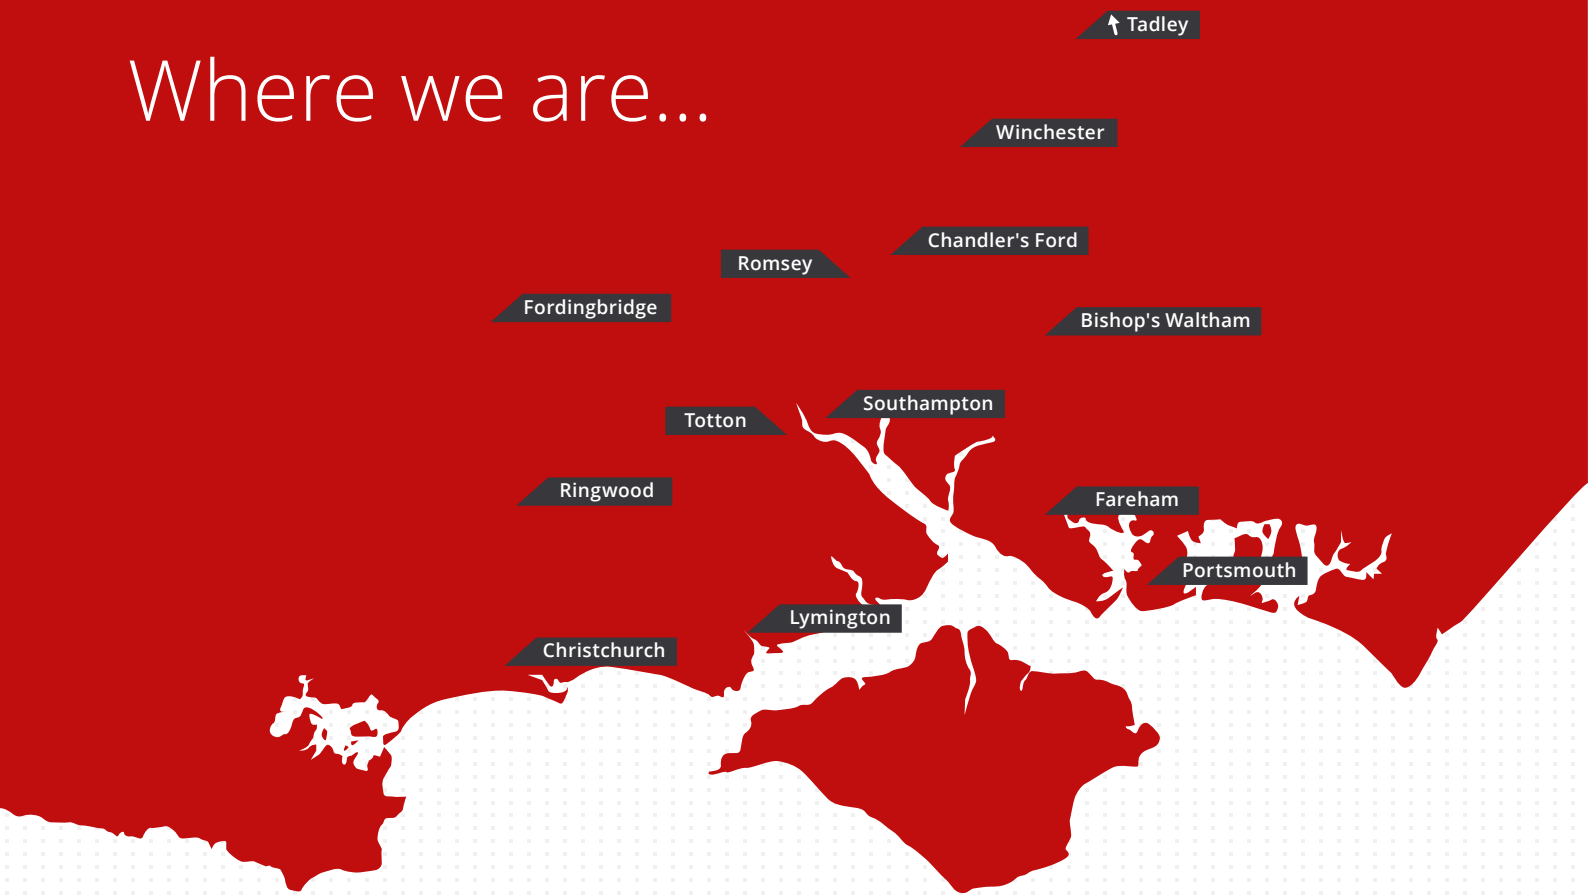 Tadley
Where we are...
Winchester
Chandler's Ford
Romsey
Fordingbridge
Bishop's Waltham
Southampton
Totton
Ringwood
Fareham
Portsmouth
Lymington
Christchurch